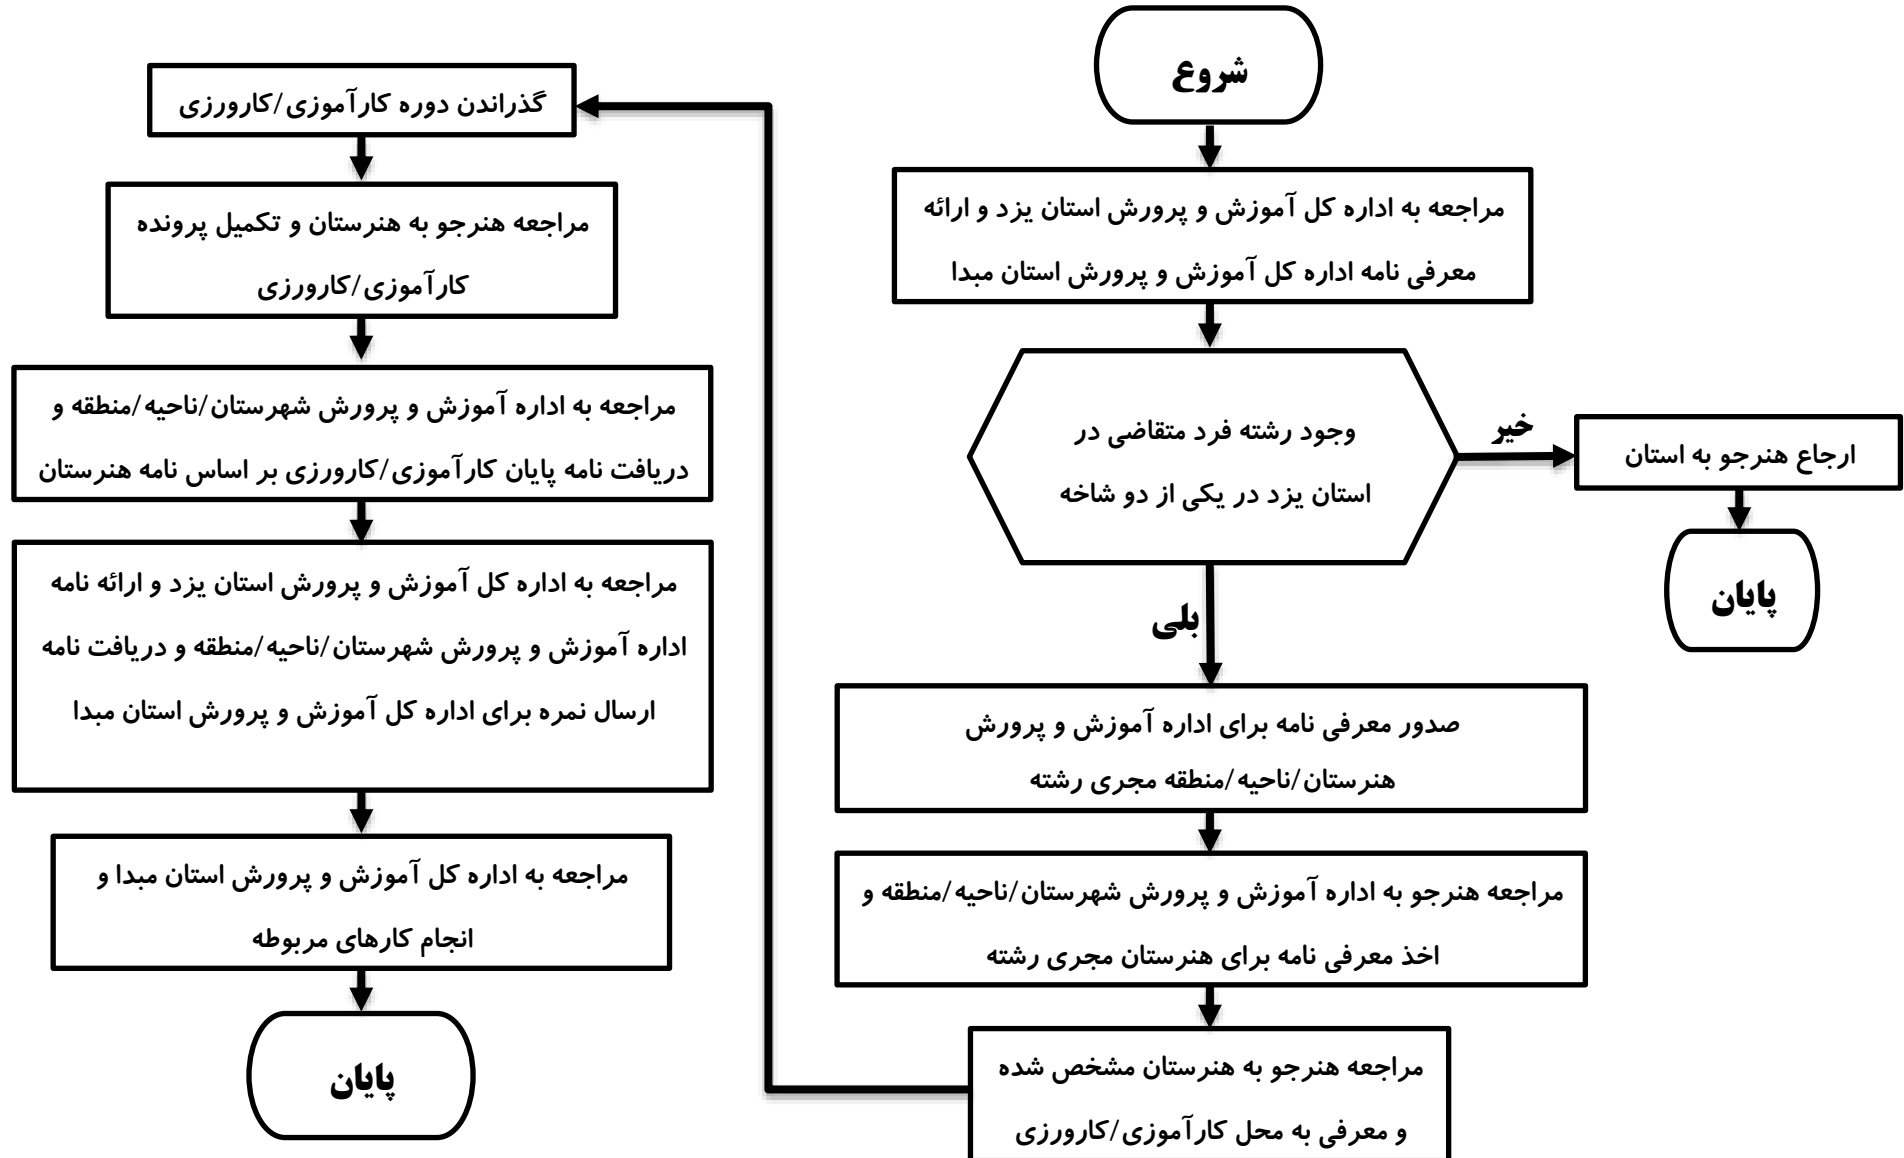 شروع
مراجعه به اداره کل آموزش و پرورش استان یزد و ارائه
معرفی نامه اداره کل آموزش و پرورش استان مبدا
وجود رشته فرد متقاضی در
استان یزد در یکی از دو شاخه
خیر
ارجاع هنرجو به استان
پایان
بلی
صدور معرفی نامه برای اداره آموزش و پرورش
هنرستان/ناحیه/منطقه مجری رشته
مراجعه هنرجو به اداره آموزش و پرورش شهرستان/ناحیه/منطقه و
اخذ معرفی نامه برای هنرستان مجری رشته
مراجعه هنرجو به هنرستان مشخص شده
و معرفی به محل کارآموزی/کارورزی
گذراندن دوره کارآموزی/کارورزی
مراجعه هنرجو به هنرستان و تکمیل پرونده
کارآموزی/کارورزی
مراجعه به اداره آموزش و پرورش شهرستان/ناحیه/منطقه و
دریافت نامه پایان کارآموزی/کارورزی بر اساس نامه هنرستان
مراجعه به اداره کل آموزش و پرورش استان یزد و ارائه نامه
اداره آموزش و پرورش شهرستان/ناحیه/منطقه و دریافت نامه
ارسال نمره برای اداره کل آموزش و پرورش استان مبدا
مراجعه به اداره کل آموزش و پرورش استان مبدا و
انجام کارهای مربوطه
پایان